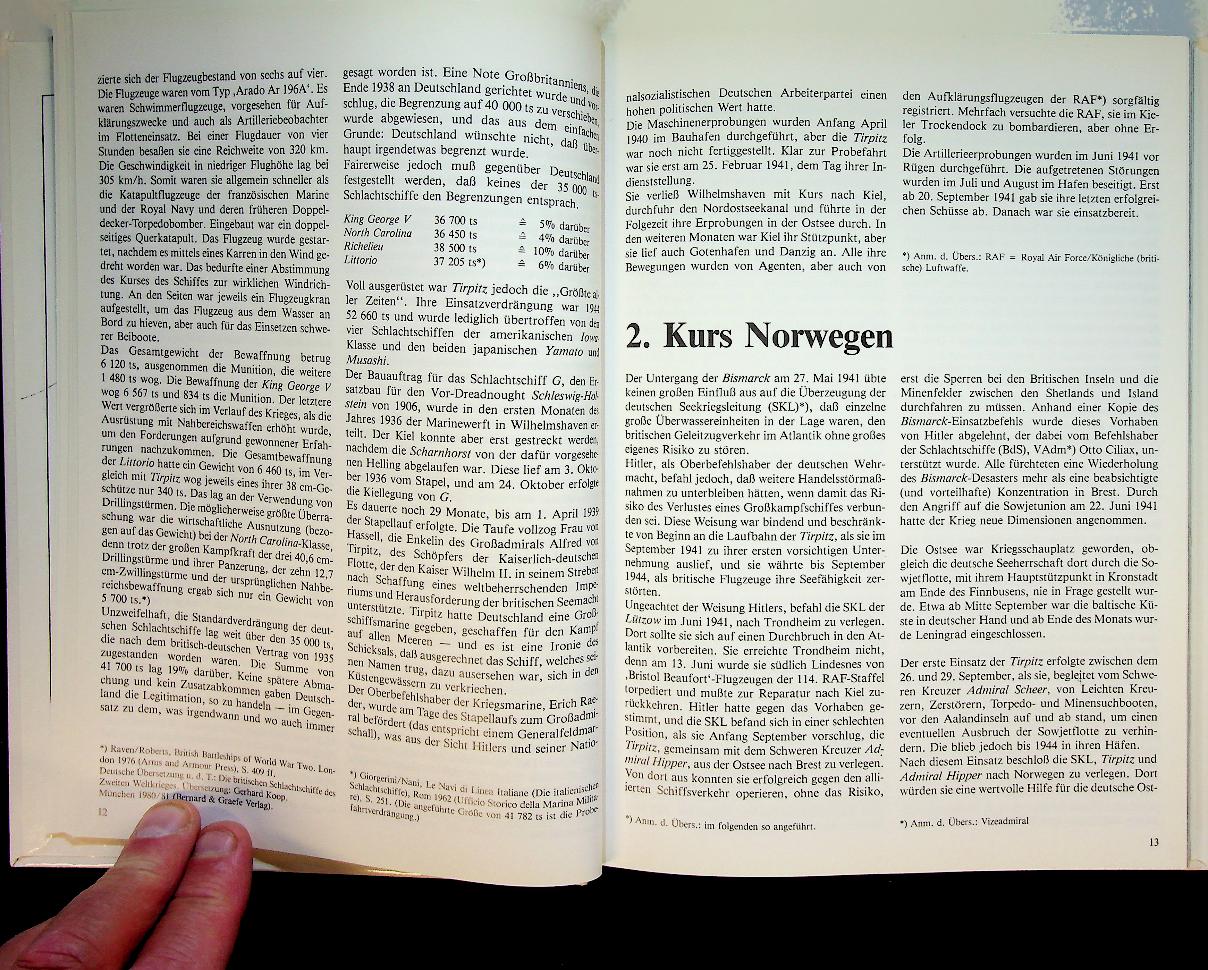 zierte sich der Flugzeugbestand von sechs auf vier.
Die Flugzeuge waren vom Typ ‚Arado Ar 196A‘. Es
waren Schwimmerflugzeuge, vorgesehen für Auf-
klärungszwecke und auch als Artilleriebeobachter
im Flotteneinsatz. Bei einer Flugdauer von vier
Stunden besaßen sie eine Reichweite von 320 km.
Die Geschwindigkeit in niedriger Flughöhe lag bei
305 km/h. Somit waren sie allgemein schneller als
die Katapultflugzeuge der französischen Marine
und der Royal Navy und deren früheren Doppel-
decker-Torpedobomber. Eingebaut war ein doppel-
seitiges Querkatapult. Das Flugzeug wurde gestar-
tet, nachdem es mittels eines Karren in den Wind ge-
dreht worden war. Das bedurfte einer Abstimmung
des Kurses des Schiffes zur wirklichen Windrich-
tung. An den Seiten war jeweils ein Flugzeugkran
aufgestellt, um das Flugzeug aus dem Wasser an
Bord zu hieven, aber auch für das Einsetzen schwe-
rer Beiboote.
Das Gesamtgewicht der Bewaffnung betrug
6 120 ts, ausgenommen die Munition, die weitere
1 480 ts wog. Die Bewaffnung der King George V
wog 6 567 ts und 834 ts die Munition. Der letztere
Wert vergrößerte sich im Verlauf des Krieges, als die
Ausrüstung mit Nahbereichswaffen erhöht wurde,
um den Forderungen aufgrund gewonnener Erfah-
rungen nachzukommen. Die Gesamtbewaffnung
der Littorio hatte ein Gewicht von 6 460 ts, im Ver-
gleich mit Tirpitz wog jeweils eines ihrer 38 cm-Ge-
schütze nur 340 ts. Das lag an der Verwendung von
Drillingstürmen. Die möglicherweise größte Überra-
schung war die wirtschaftliche Ausnutzung (bezo-
gen auf das Gewicht) bei der North Carolina-Klasse,
denn trotz der großen Kampfkraft der drei 40,6 cm-
Drillingstürme und ihrer Panzerung, der zehn 12,7
cm-Zwillingstürme und der ursprünglichen Nahbe-
reichsbewaffnung ergab sich nur ein Gewicht von
5 700 ts.*)
Unzweifelhaft, die Standardverdrängung der deut-
schen Schlachtschiffe lag weit über den 35 000 ts,
die nach dem britisch-deutschen Vertrag von 1935
zugestanden worden waren. Die Summe von
41 700 ts lag 19% darüber. Keine spätere Abma-
chung und kein Zusatzabkommen gaben Deutsch-
land die Legitimation, so zu handeln — im Gegen-
satz zu dem, was irgendwann und wo auch immer
*) Raven/Roberts, British Battleships of World War Two. Lon-
don 1976 (Arms and Armour Press), S. 409 ff.
Deutsche Übersetzung u. d. T.: Die britischen Schlachtschiffe des
Zweiten Weltkrieges. Übersetzung: Gerhard Koop.
München 1980/81 (Bernard & Graefe Verlag).
12
gesagt worden ist. Eine Note Großbritanniens, die
Ende 1938 an Deutschland gerichtet wurde und vor-
schlug, die Begrenzung auf 40 000 ts zu verschieben,
wurde abgewiesen, und das aus dem einfachen
Grunde: Deutschland wünschte nicht, daß über-
haupt irgendetwas begrenzt wurde.
Fairerweise jedoch muß gegenüber Deutschland
festgestellt werden, daß keines der 35 000 ts-
Schlachtschiffe den Begrenzungen entsprach.
King George V 36 700 ts ≙ 5% darüber
North Carolina 36 450 ts ≙ 4% darüber
Richelieu 38 500 ts ≙ 10% darüber
Littorio 37 205 ts*) ≙ 6% darüber
Voll ausgerüstet war Tirpitz jedoch die „Größte al-
ler Zeiten“. Ihre Einsatzverdrängung war 1944
52 660 ts und wurde lediglich übertroffen von den
vier Schlachtschiffen der amerikanischen Iowa-
Klasse und den beiden japanischen Yamato und
Musashi.
Der Bauauftrag für das Schlachtschiff G, den Er-
satzbau für den Vor-Dreadnought Schleswig-Hol-
stein von 1906, wurde in den ersten Monaten des
Jahres 1936 der Marinewerft in Wilhelmshaven er-
teilt. Der Kiel konnte aber erst gestreckt werden,
nachdem die Scharnhorst von der dafür vorgesehe-
nen Helling abgelaufen war. Diese lief am 3. Okto-
ber 1936 vom Stapel, und am 24. Oktober erfolgte
die Kiellegung von G.
Es dauerte noch 29 Monate, bis am 1. April 1939
der Stapellauf erfolgte. Die Taufe vollzog Frau von
Hassell, die Enkelin des Großadmirals Alfred von
Tirpitz, des Schöpfers der Kaiserlich-deutschen
Flotte, der den Kaiser Wilhelm II. in seinem Streben
nach Schaffung eines weltbeherrschenden Impe-
riums und Herausforderung der britischen Seemacht
unterstützte. Tirpitz hatte Deutschland eine Groß-
schiffsmarine gegeben, geschaffen für den Kampf
auf allen Meeren — und es ist eine Ironie des
Schicksals, daß ausgerechnet das Schiff, welches sei-
nen Namen trug, dazu ausersehen war, sich in den
Küstengewässern zu verkriechen.
Der Oberbefehlshaber der Kriegsmarine, Erich Rae-
der, wurde am Tage des Stapellaufs zum Großadmi-
ral befördert (das entspricht einem Generalfeldmar-
schall), was aus der Sicht Hitlers und seiner Natio-
*) Giorgerini/Nani, Le Navi di Linea Italiane (Die italienischen
Schlachtschiffe), Rom 1962 (Ufficio Storico della Marina Milita-
re), S. 251. (Die angeführte Größe von 41 782 ts ist die Probe-
fahrtverdrängung.)
nalsozialistischen Deutschen Arbeiterpartei einen
hohen politischen Wert hatte.
Die Maschinenerprobungen wurden Anfang April
1940 im Bauhafen durchgeführt, aber die Tirpitz
war noch nicht fertiggestellt. Klar zur Probefahrt
war sie erst am 25. Februar 1941, dem Tag ihrer In-
dienststellung.
Sie verließ Wilhelmshaven mit Kurs nach Kiel,
durchfuhr den Nordostseekanal und führte in der
Folgezeit ihre Erprobungen in der Ostsee durch. In
den weiteren Monaten war Kiel ihr Stützpunkt, aber
sie lief auch Gotenhafen und Danzig an. Alle ihre
Bewegungen wurden von Agenten, aber auch von
den Aufklärungsflugzeugen der RAF*) sorgfältig
registriert. Mehrfach versuchte die RAF, sie im Kie-
ler Trockendock zu bombardieren, aber ohne Er-
folg.
Die Artillerieerprobungen wurden im Juni 1941 vor
Rügen durchgeführt. Die aufgetretenen Störungen
wurden im Juli und August im Hafen beseitigt. Erst
ab 20. September 1941 gab sie ihre letzten erfolgrei-
chen Schüsse ab. Danach war sie einsatzbereit.
*) Anm. d. Übers.: RAF = Royal Air Force/Königliche (briti-
sche) Luftwaffe.
2. Kurs Norwegen
Der Untergang der Bismarck am 27. Mai 1941 übte
keinen großen Einfluß aus auf die Überzeugung der
deutschen Seekriegsleitung (SKL)*), daß einzelne
große Überwassereinheiten in der Lage waren, den
britischen Geleitzugverkehr im Atlantik ohne großes
eigenes Risiko zu stören.
Hitler, als Oberbefehlshaber der deutschen Wehr-
macht, befahl jedoch, daß weitere Handelsstörmaß-
nahmen zu unterbleiben hätten, wenn damit das Ri-
siko des Verlustes eines Großkampfschiffes verbun-
den sei. Diese Weisung war bindend und beschränk-
te von Beginn an die Laufbahn der Tirpitz, als sie im
September 1941 zu ihrer ersten vorsichtigen Unter-
nehmung auslief, und sie währte bis September
1944, als britische Flugzeuge ihre Seefähigkeit zer-
störten.
Ungeachtet der Weisung Hitlers, befahl die SKL der
Lützow im Juni 1941, nach Trondheim zu verlegen.
Dort sollte sie sich auf einen Durchbruch in den At-
lantik vorbereiten. Sie erreichte Trondheim nicht,
denn am 13. Juni wurde sie südlich Lindesnes von
‚Bristol Beaufort‘-Flugzeugen der 114. RAF-Staffel
torpediert und mußte zur Reparatur nach Kiel zu-
rückkehren. Hitler hatte gegen das Vorhaben ge-
stimmt, und die SKL befand sich in einer schlechten
Position, als sie Anfang September vorschlug, die
Tirpitz, gemeinsam mit dem Schweren Kreuzer Ad-
miral Hipper, aus der Ostsee nach Brest zu verlegen.
Von dort aus konnten sie erfolgreich gegen den alli-
ierten Schiffsverkehr operieren, ohne das Risiko,
*) Anm. d. Übers.: im folgenden so angeführt.
erst die Sperren bei den Britischen Inseln und die
Minenfelder zwischen den Shetlands und Island
durchfahren zu müssen. Anhand einer Kopie des
Bismarck-Einsatzbefehls wurde dieses Vorhaben
von Hitler abgelehnt, der dabei vom Befehlshaber
der Schlachtschiffe (BdS), VAdm*) Otto Ciliax, un-
terstützt wurde. Alle fürchteten eine Wiederholung
des Bismarck-Desasters mehr als eine beabsichtigte
(und vorteilhafte) Konzentration in Brest. Durch
den Angriff auf die Sowjetunion am 22. Juni 1941
hatte der Krieg neue Dimensionen angenommen.
Die Ostsee war Kriegsschauplatz geworden, ob-
gleich die deutsche Seeherrschaft dort durch die So-
wjetflotte, mit ihrem Hauptstützpunkt in Kronstadt
am Ende des Finnbusens, nie in Frage gestellt wur-
de. Etwa ab Mitte September war die baltische Kü-
ste in deutscher Hand und ab Ende des Monats wur-
de Leningrad eingeschlossen.
Der erste Einsatz der Tirpitz erfolgte zwischen dem
26. und 29. September, als sie, begleitet vom Schwe-
ren Kreuzer Admiral Scheer, von Leichten Kreu-
zern, Zerstörern, Torpedo- und Minensuchbooten,
vor den Aalandinseln auf und ab stand, um einen
eventuellen Ausbruch der Sowjetflotte zu verhin-
dern. Die blieb jedoch bis 1944 in ihren Häfen.
Nach diesem Einsatz beschloß die SKL, Tirpitz und
Admiral Hipper nach Norwegen zu verlegen. Dort
würden sie eine wertvolle Hilfe für die deutsche Ost-
*) Anm. d. Übers.: Vizeadmiral
13